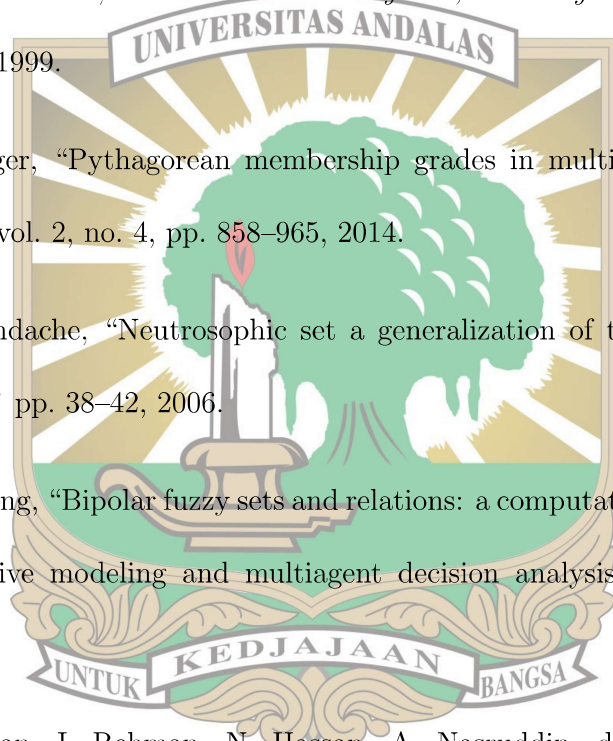 UNIVERSITAS ANDALAS
1999.
ger, “Pythagorean membership grades in multi
vol. 2, no. 4, pp. 858–965, 2014.
ndache, “Neutrosophic set a generalization of t
pp. 38–42, 2006.
ng, “Bipolar fuzzy sets and relations: a computat
ive modeling and multiagent decision analysis
UNTUK KEDJAJAAN BANGSA